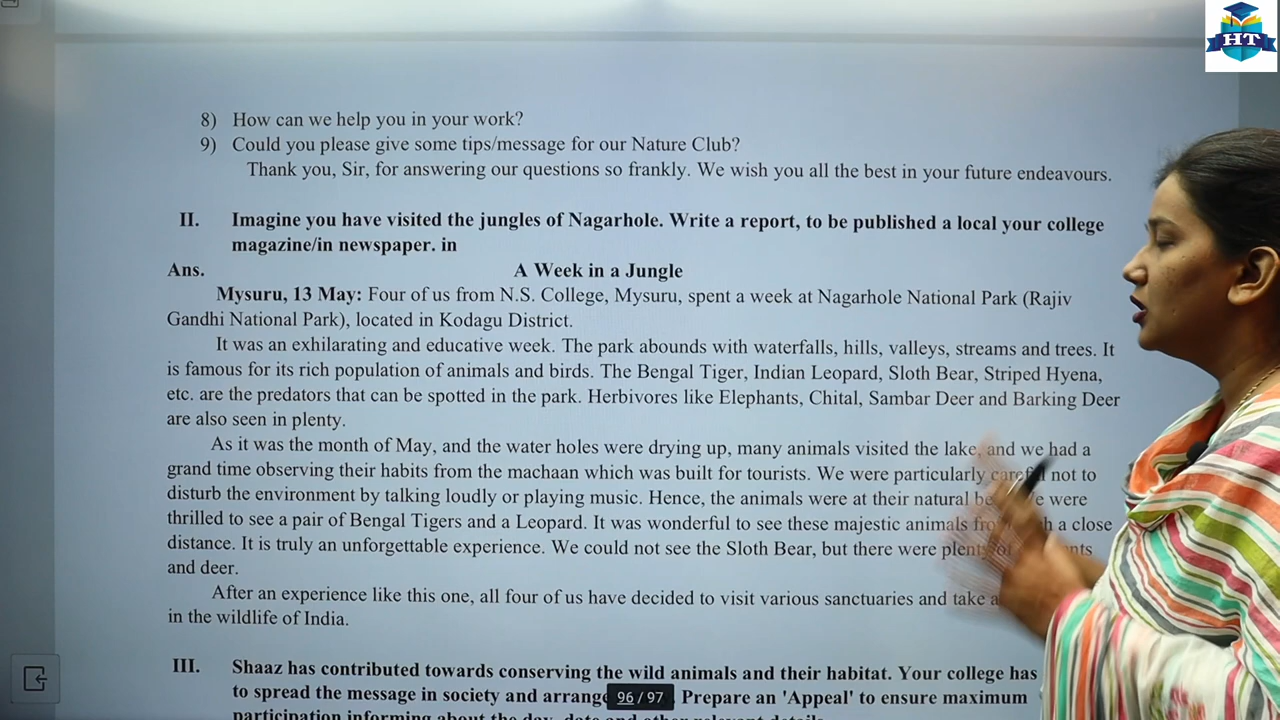 HT
8) How can we help you in your work?
9) Could you please give some tips/message for our Nature Club?
Thank you, Sir, for answering our questions so frankly. We wish you all the best in your future endeavours.
II. Imagine you have visited the jungles of Nagarhole. Write a report, to be published a local your college
magazine/in newspaper. in
Ans. A Week in a Jungle
Mysuru, 13 May: Four of us from N.S. College, Mysuru, spent a week at Nagarhole National Park (Rajiv
Gandhi National Park), located in Kodagu District.
It was an exhilarating and educative week. The park abounds with waterfalls, hills, valleys, streams and trees. It
is famous for its rich population of animals and birds. The Bengal Tiger, Indian Leopard, Sloth Bear, Striped Hyena,
etc. are the predators that can be spotted in the park. Herbivores like Elephants, Chital, Sambar Deer and Barking Deer
are also seen in plenty.
As it was the month of May, and the water holes were drying up, many animals visited the lake, and we had a
grand time observing their habits from the machaan which was built for tourists. We were particularly careful not to
disturb the environment by talking loudly or playing music. Hence, the animals were at their natural were
thrilled to see a pair of Bengal Tigers and a Leopard. It was wonderful to see these majestic animals a close
distance. It is truly an unforgettable experience. We could not see the Sloth Bear, but there were plenty of
and deer.
After an experience like this one, all four of us have decided to visit various sanctuaries and take
in the wildlife of India.
III. Shaaz has contributed towards conserving the wild animals and their habitat. Your college has
to spread the message in society and arrange 96 / 97 Prepare an 'Appeal' to ensure maximum
participation informing about the day, date and other relevant details.